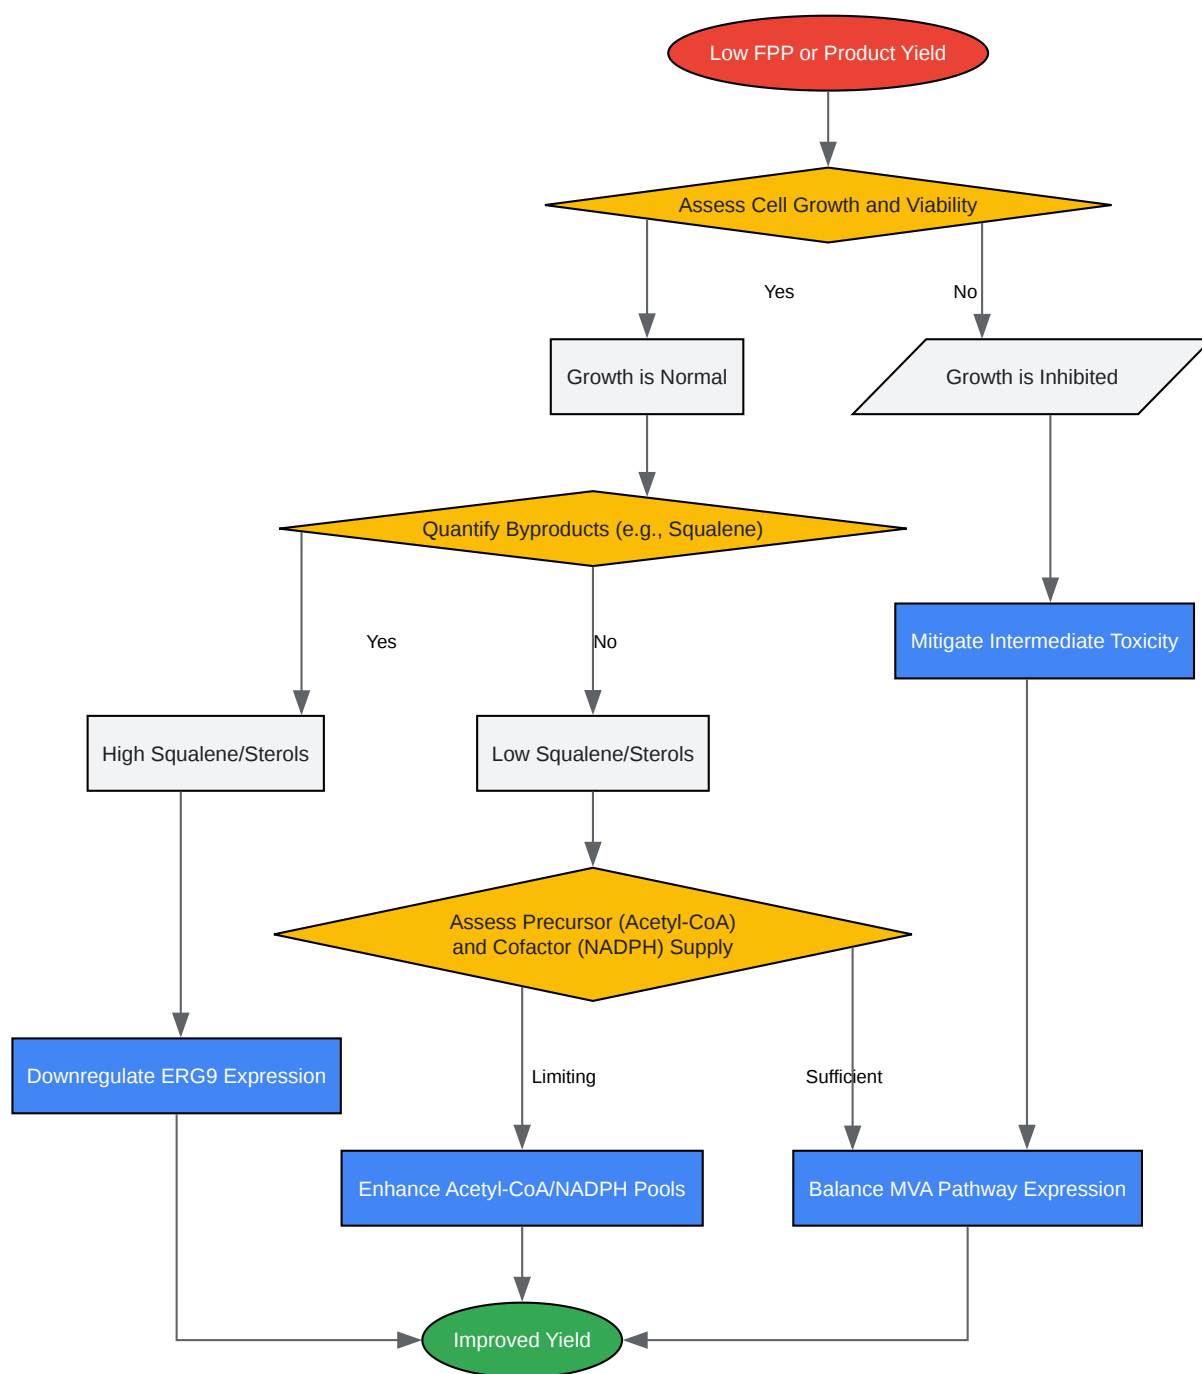 Low FPP or Product Yield
Assess Cell Growth and Viability
Yes
No
Growth is Normal
Growth is Inhibited
Quantify Byproducts (e.g., Squalene)
Yes
No
Mitigate Intermediate Toxicity
High Squalene/Sterols
Low Squalene/Sterols
Assess Precursor (Acetyl-CoA)
and Cofactor (NADPH) Supply
Downregulate ERG9 Expression
Limiting
Sufficient
Enhance Acetyl-CoA/NADPH Pools
Balance MVA Pathway Expression
Improved Yield